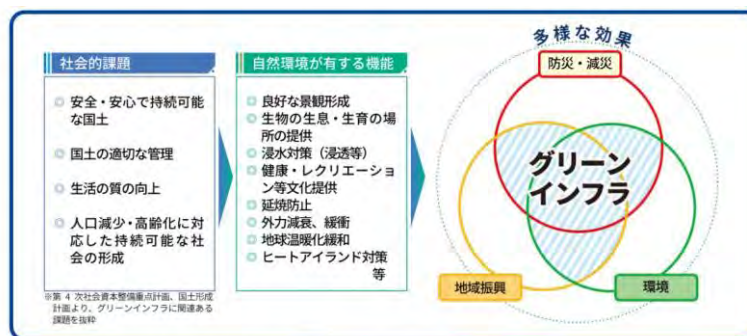 社会的課題
安全・安心で持続可能
な国土
国土の適切な管理
生活の質の向上
人口減少・高齢化に対
応した持続可能な社
会の形成
※第 4 次社会資本整備重点計画、国土形成
計画より、グリーンインフラに関連ある
課題を抜粋
自然環境が有する機能
良好な景観形成
生物の生息・生育の場
所の提供
浸水対策（浸透等）
健康・レクリエーショ
ン等文化提供
延焼防止
外力減衰、緩衝
地球温暖化緩和
ヒートアイランド対策
等
多様な効果
防災・減災
グリーン
インフラ
地域振興
環境